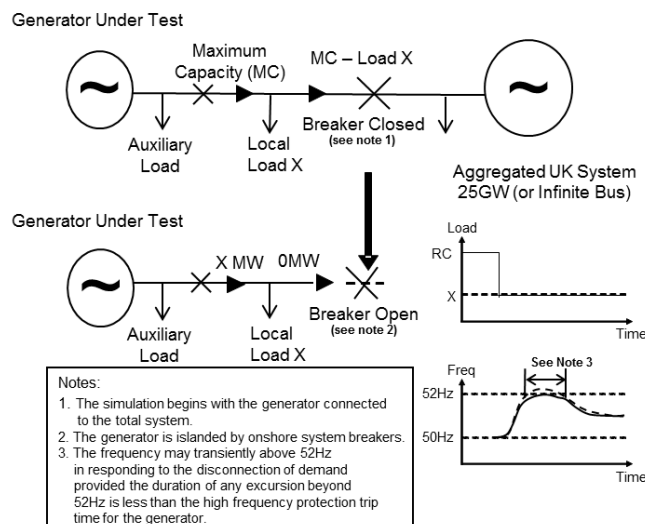 Generator Under Test
Maximum
Capacity (MC)
MC – Load X
~
~
Auxiliary
Load
Local
Load X
Breaker Closed
(see note 1)
Aggregated UK System
25GW (or Infinite Bus)
Generator Under Test
~
X MW
0MW
Auxiliary
Load
Local
Load X
Breaker Open
(see note 2)
Load
RC
X
Time
See Note 3
Freq
52Hz
50Hz
Time
Notes:
1. The simulation begins with the generator connected
to the total system.
2. The generator is islanded by onshore system breakers.
3. The frequency may transiently above 52Hz
in responding to the disconnection of demand
provided the duration of any excursion beyond
52Hz is less than the high frequency protection trip
time for the generator.